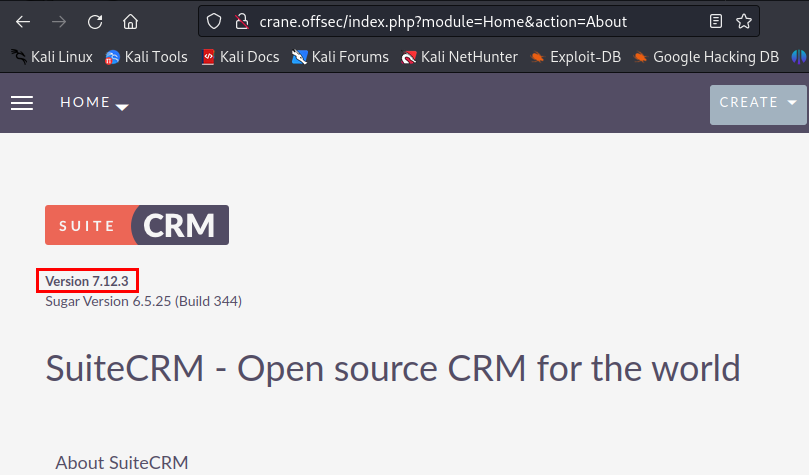 crane.offsec/index.php?module=Home&action=About
Kali Linux Kali Tools Kali Docs Kali Forums Kali NetHunter Exploit-DB Google Hacking DB
HOME CREATE
SUITE CRM
Version 7.12.3
Sugar Version 6.5.25 (Build 344)
SuiteCRM - Open source CRM for the world
About SuiteCRM